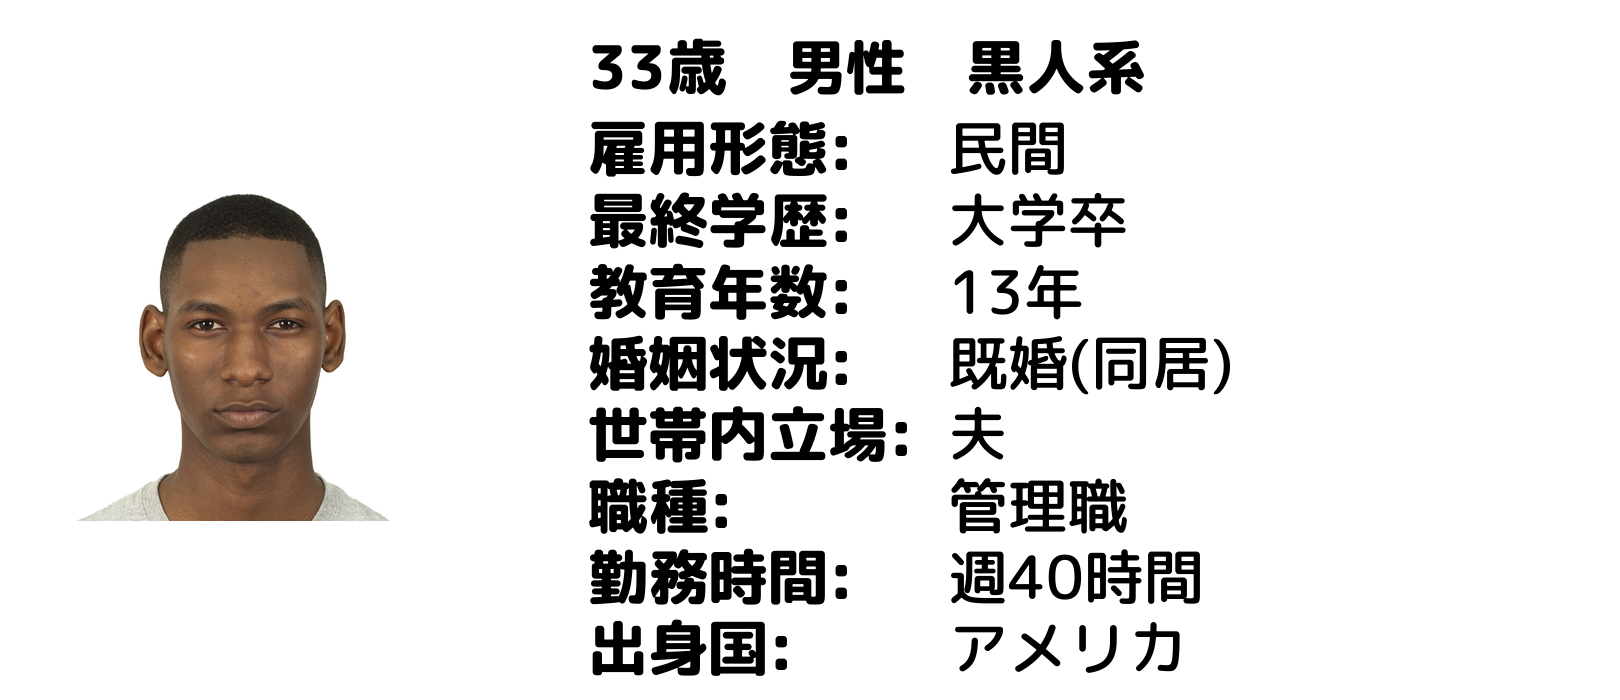 33歳　男性　黒人系
雇用形態:　民間
最終学歴:　大学卒
教育年数:　13年
婚姻状況:　既婚(同居)
世帯内立場:　夫
職種:　管理職
勤務時間:　週40時間
出身国:　アメリカ